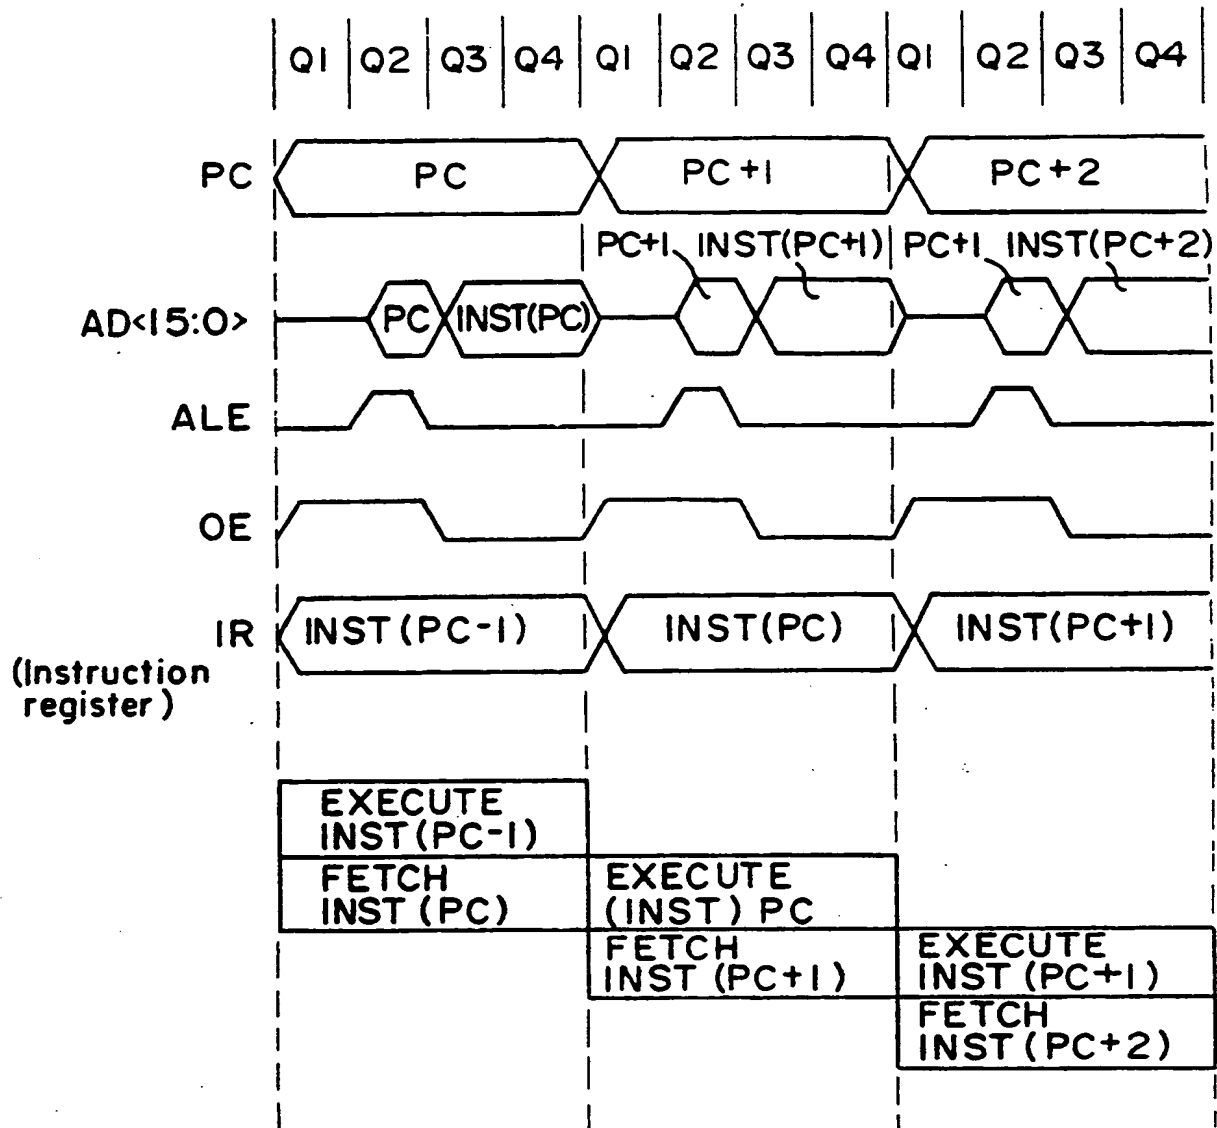 Q1 Q2 Q3 Q4 Q1 Q2 Q3 Q4 Q1 Q2 Q3 Q4
PC PC PC+1 PC+2
PC+1 INST(PC+1) PC+1 INST(PC+2)
AD<15:0> PC INST(PC)
ALE
OE
IR INST(PC-1) INST(PC) INST(PC+1)
(Instruction
register)
EXECUTE
INST(PC-1)
FETCH
INST(PC)
EXECUTE
(INST) PC
FETCH
INST(PC+1)
EXECUTE
INST(PC+1)
FETCH
INST(PC+2)